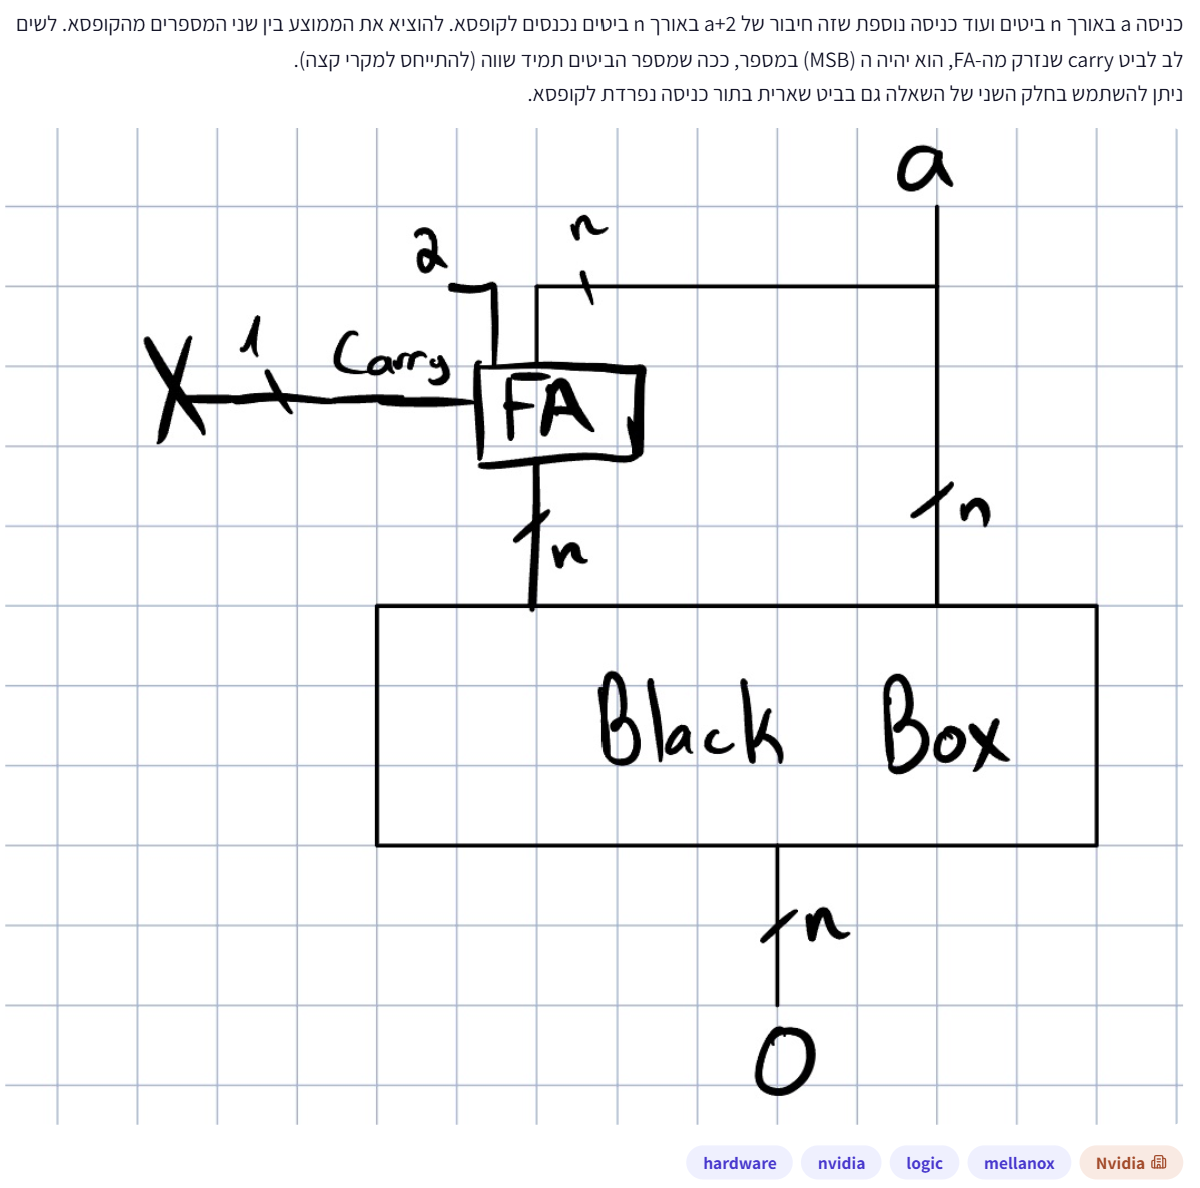 כניסה a באורך n ביטים ועוד כניסה נוספת שזה חיבור של a+2 באורך n ביטים נכנסים לקופסא. להוציא את הממוצע בין שני המספרים מהקופסא. לשים
לב לביט carry שנזרק מה-FA, הוא יהיה ה (MSB) במספר, ככה שמספר הביטים תמיד שווה (להתייחס למקרי קצה).
ניתן להשתמש בחלק השני של השאלה גם בביט שארית בתור כניסה נפרדת לקופסא.
a
n
2
1
Carry
X
FA
n
n
Black Box
n
O
hardware nvidia logic mellanox Nvidia